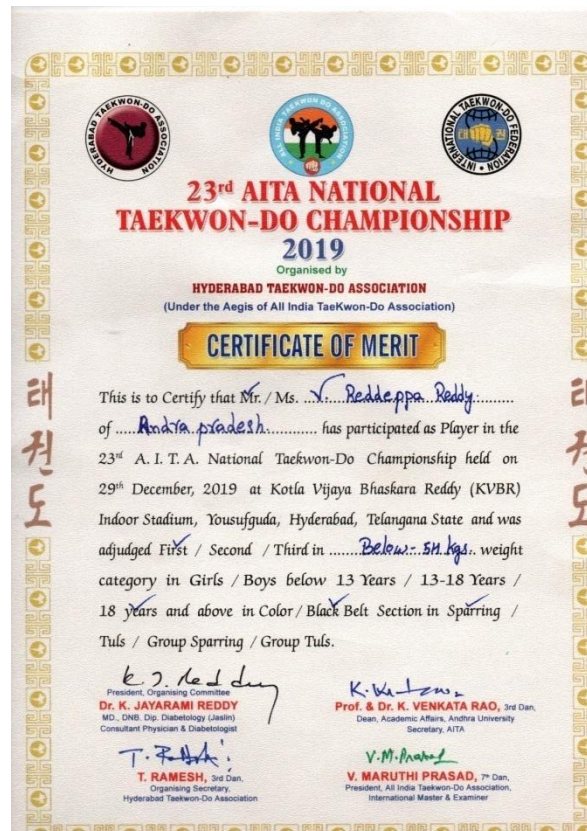 HYDERABAD TAEKWON-DO ASSOCIATION
ALL INDIA TAEKWON DO ASSOCIATION
INTERNATIONAL TAEKWON-DO FEDERATION
23rd AITA NATIONAL
TAEKWON-DO CHAMPIONSHIP
2019
Organised by
HYDERABAD TAEKWON-DO ASSOCIATION
(Under the Aegis of All India TaeKwon-Do Association)
CERTIFICATE OF MERIT
태권도
태권도
This is to Certify that Mr. / Ms. V. Reddeppa Reddy
of Andra pradesh has participated as Player in the
23rd A. I. T. A. National Taekwon-Do Championship held on
29th December, 2019 at Kotla Vijaya Bhaskara Reddy (KVBR)
Indoor Stadium, Yousufguda, Hyderabad, Telangana State and was
adjudged First / Second / Third in Below - 54 kgs. weight
category in Girls / Boys below 13 Years / 13-18 Years /
18 years and above in Color / Black Belt Section in Sparring /
Tuls / Group Sparring / Group Tuls.
President, Organising Committee
Dr. K. JAYARAMI REDDY
MD., DNB. Dip. Diabetology (Jaslin)
Consultant Physician & Diabetologist
Prof. & Dr. K. VENKATA RAO, 3rd Dan,
Dean, Academic Affairs, Andhra University
Secretary, AITA
T. RAMESH, 3rd Dan,
Organising Secretary,
Hyderabad Taekwon-Do Association
V. MARUTHI PRASAD, 7th Dan,
President, All India Taekwon-Do Association,
International Master & Examiner